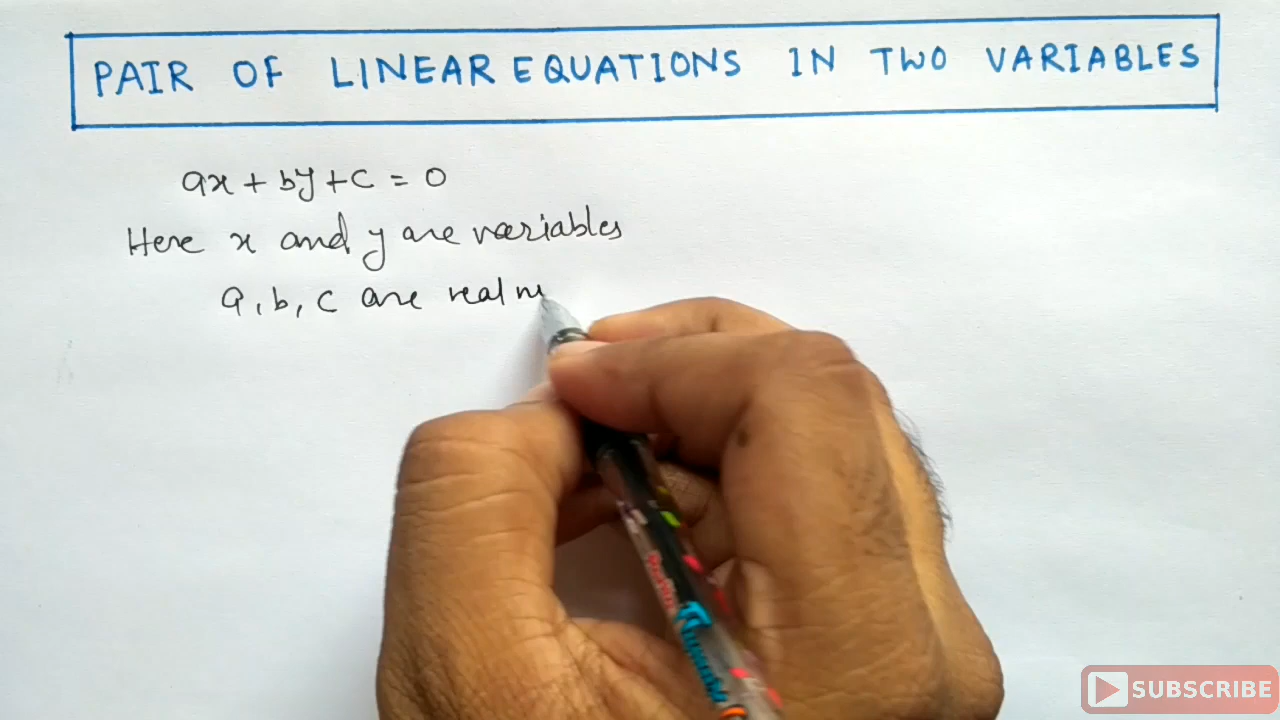 PAIR OF LINEAR EQUATIONS IN TWO VARIABLES
ax + by + c = 0
Here x and y are variables
a, b, c are real
SUBSCRIBE